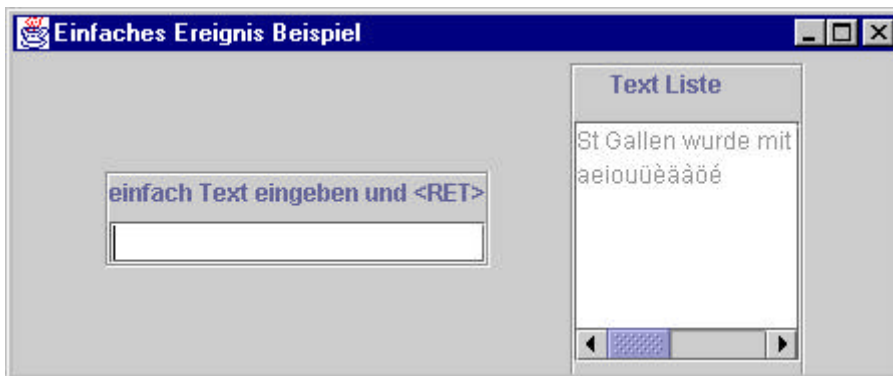 Einfaches Ereignis Beispiel
Text Liste
St Gallen wurde mit
aeiouüèäàöé
einfach Text eingeben und <RET>